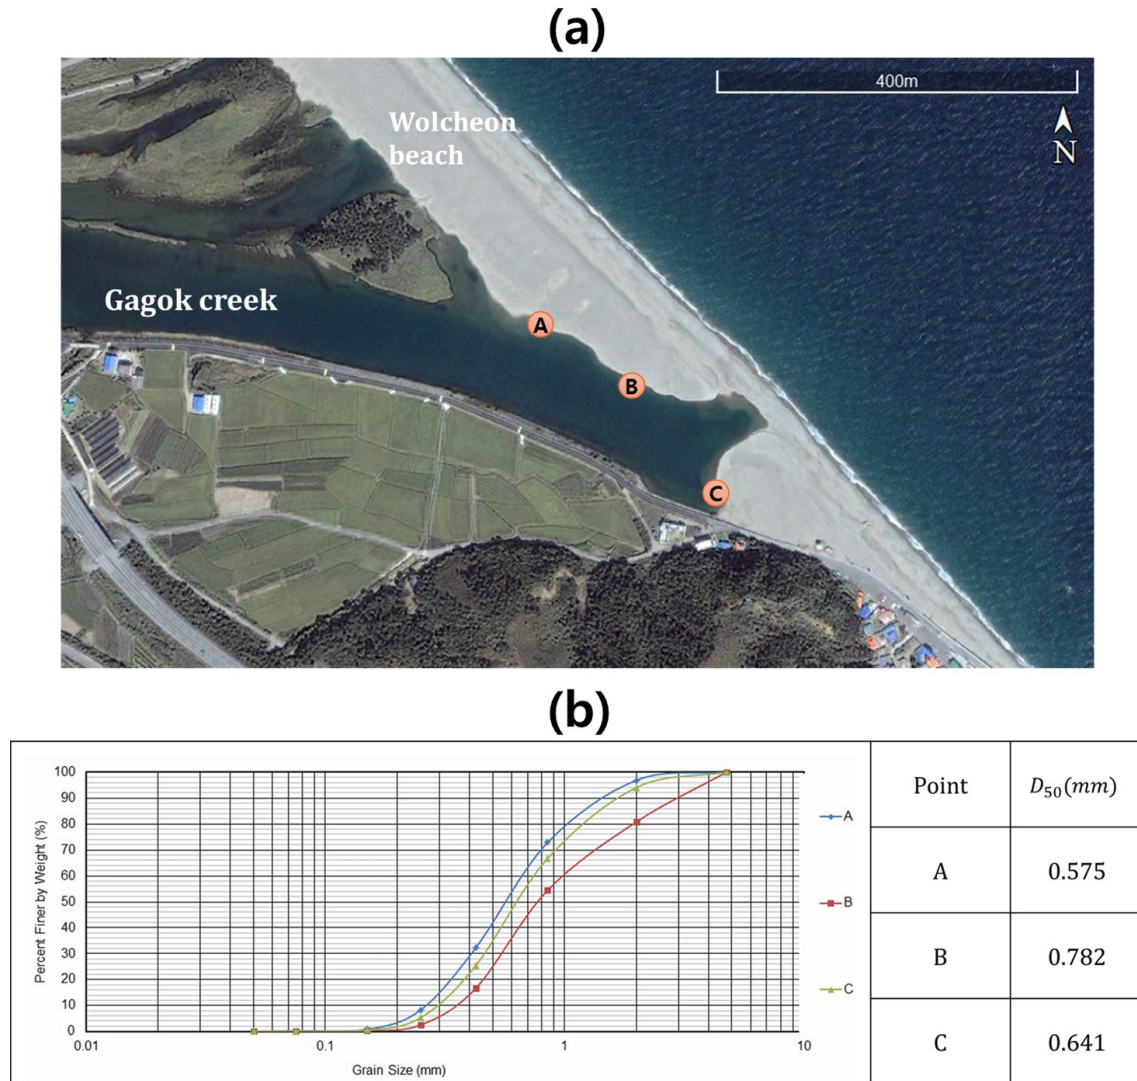 (a)
400m
N
Wolcheon
beach
Gagok creek
A
B
C
(b)
Percent Finer by Weight (%)
100
90
80
70
60
50
40
30
20
10
0
0.01 0.1 1 10
Grain Size (mm)
A
B
C
Point D50(mm)
A 0.575
B 0.782
C 0.641